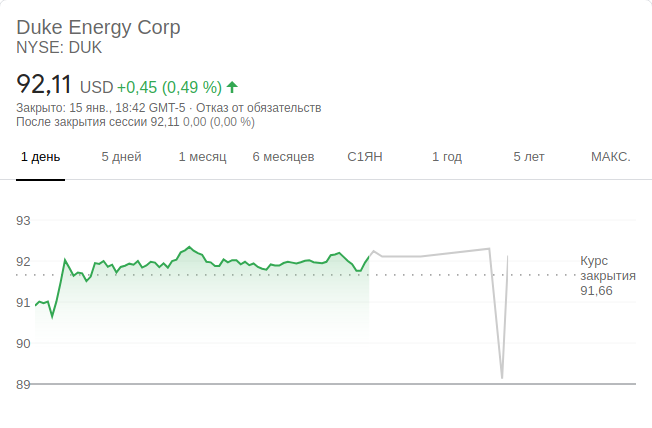 Duke Energy Corp
NYSE: DUK
92,11 USD +0,45 (0,49 %)
Закрыто: 15 янв., 18:42 GMT-5 · Отказ от обязательств
После закрытия сессии 92,11 0,00 (0,00 %)
1 день 5 дней 1 месяц 6 месяцев С1ЯН 1 год 5 лет МАКС.
93
92
91
90
89
Курс
закрытия
91,66